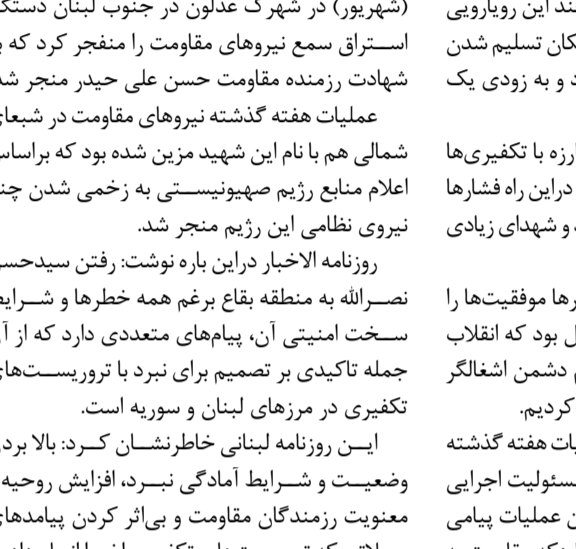 ند این رویارویی
کان تسلیم شدن
د و به زودی یک
ارزه با تکفیری‌ها
دراین راه فشارها
و شهدای زیادی
رها موفقیت‌ها را
ل بود که انقلاب
دشمن اشغالگر
کردیم.
ات هفته گذشته
مسئولیت اجرایی
عملیات پیامی
(شهریور) در شهرک عدلون در جنوب لبنان دستگ
استراق سمع نیروهای مقاومت را منفجر کرد که
شهادت رزمنده مقاومت حسن علی حیدر منجر شد
عملیات هفته گذشته نیروهای مقاومت در شبعا
شمالی هم با نام این شهید مزین شده بود که براساس
اعلام منابع رژیم صهیونیستی به زخمی شدن چن
نیروی نظامی این رژیم منجر شد.
روزنامه الاخبار دراین باره نوشت: رفتن سیدحس
نصرالله به منطقه بقاع برغم همه خطرها و شرای
سخت امنیتی آن، پیام‌های متعددی دارد که از آ
جمله تاکیدی بر تصمیم برای نبرد با تروریست‌ها
تکفیری در مرزهای لبنان و سوریه است.
این روزنامه لبنانی خاطرنشان کرد: بالا برد
وضعیت و شرایط آمادگی نبرد، افزایش روحیه
معنویت رزمندگان مقاومت و بی‌اثر کردن پیامدها